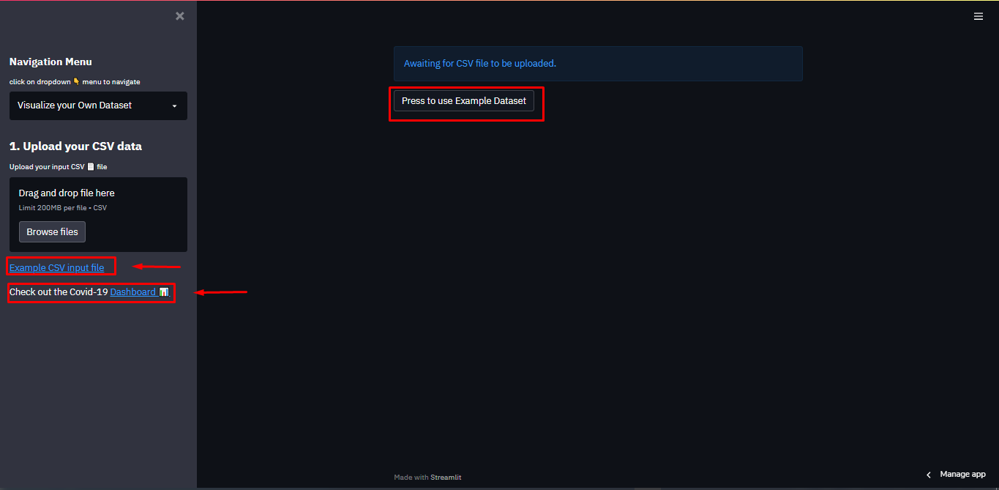 Navigation Menu
click on dropdown 👇 menu to navigate
Visualize your Own Dataset
1. Upload your CSV data
Upload your input CSV 📄 file
Drag and drop file here
Limit 200MB per file • CSV
Browse files
Example CSV input file
Check out the Covid-19 Dashboard 📊.
Awaiting for CSV file to be uploaded.
Press to use Example Dataset
Made with Streamlit
Manage app